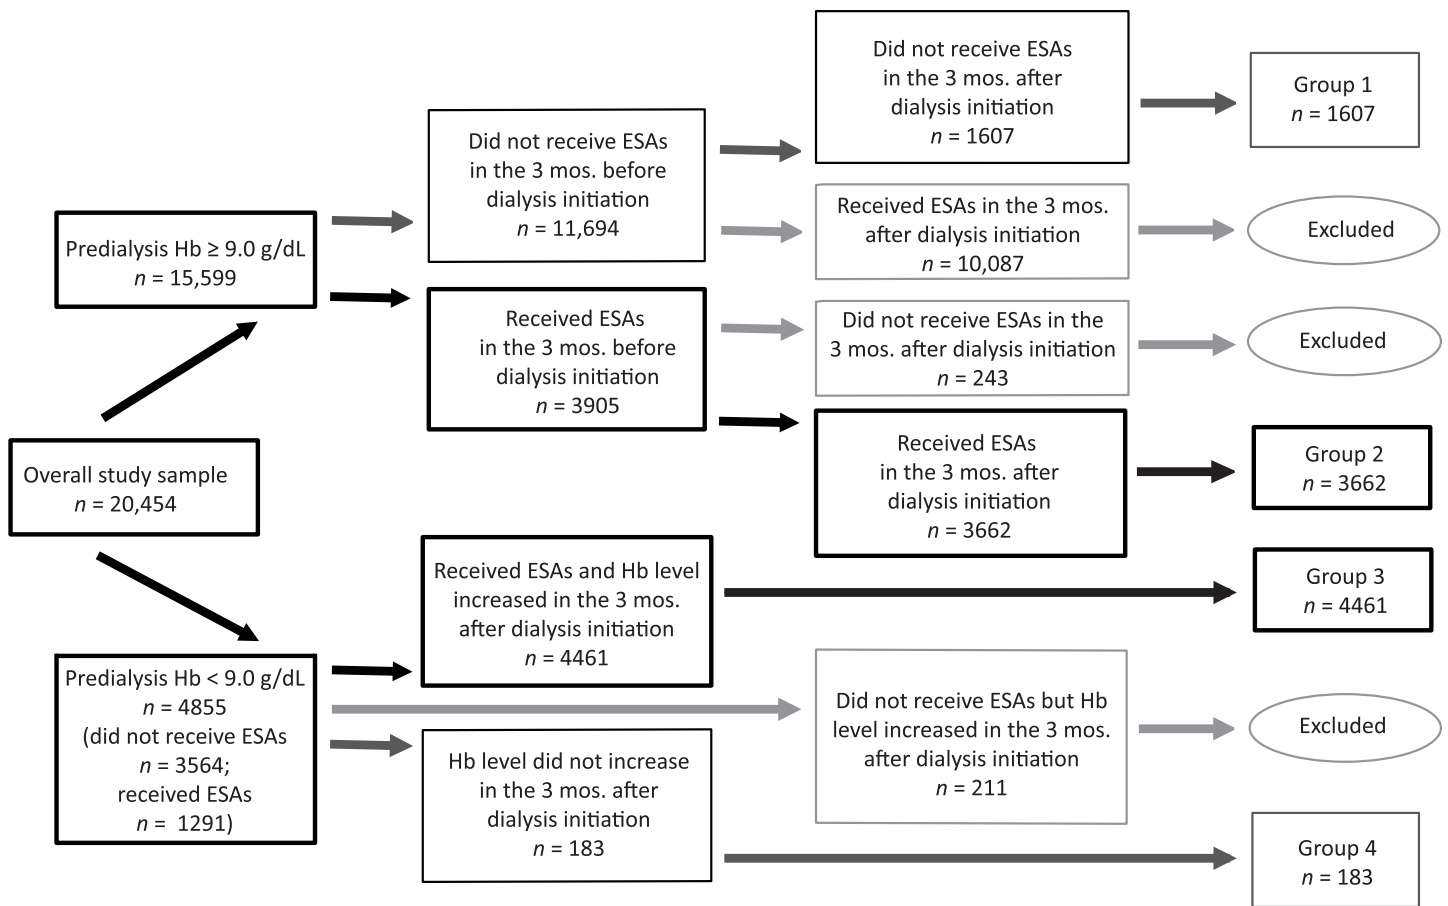 Overall study sample
n = 20,454
Predialysis Hb ≥ 9.0 g/dL
n = 15,599
Did not receive ESAs
in the 3 mos. before
dialysis initiation
n = 11,694
Did not receive ESAs
in the 3 mos. after
dialysis initiation
n = 1607
Group 1
n = 1607
Received ESAs in the 3 mos.
after dialysis initiation
n = 10,087
Excluded
Received ESAs
in the 3 mos. before
dialysis initiation
n = 3905
Did not receive ESAs in the
3 mos. after dialysis initiation
n = 243
Excluded
Received ESAs
in the 3 mos. after
dialysis initiation
n = 3662
Group 2
n = 3662
Predialysis Hb < 9.0 g/dL
n = 4855
(did not receive ESAs
n = 3564;
received ESAs
n = 1291)
Received ESAs and Hb level
increased in the 3 mos.
after dialysis initiation
n = 4461
Group 3
n = 4461
Did not receive ESAs but Hb
level increased in the 3 mos.
after dialysis initiation
n = 211
Excluded
Hb level did not increase
in the 3 mos. after
dialysis initiation
n = 183
Group 4
n = 183